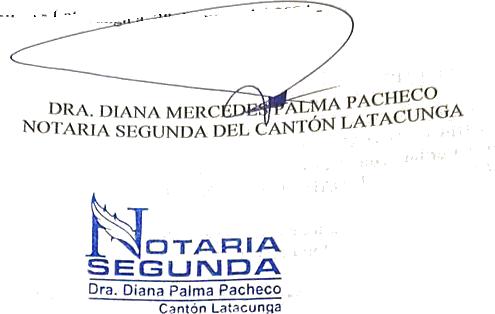 DRA. DIANA MERCEDES PALMA PACHECO
NOTARIA SEGUNDA DEL CANTÓN LATACUNGA
NOTARIA
SEGUNDA
Dra. Diana Palma Pacheco
Cantón Latacunga